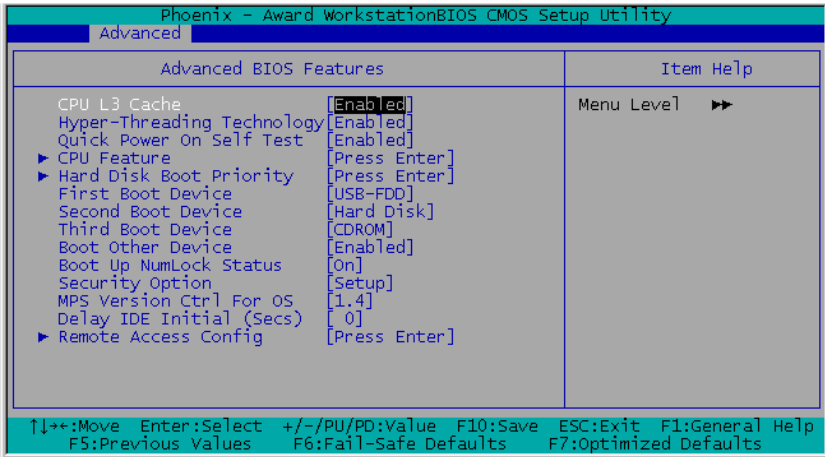 Phoenix - Award WorkstationBIOS CMOS Setup Utility
Advanced
Advanced BIOS Features
Item Help
CPU L3 Cache [Enabled]
Menu Level ▶▶
Hyper-Threading Technology[Enabled]
Quick Power On Self Test [Enabled]
▶ CPU Feature [Press Enter]
▶ Hard Disk Boot Priority [Press Enter]
First Boot Device [USB-FDD]
Second Boot Device [Hard Disk]
Third Boot Device [CDROM]
Boot Other Device [Enabled]
Boot Up NumLock Status [On]
Security Option [Setup]
MPS Version Ctrl For OS [1.4]
Delay IDE Initial (Secs) [ 0]
▶ Remote Access Config [Press Enter]
↑↓→←:Move Enter:Select +/-/PU/PD:Value F10:Save ESC:Exit F1:General Help
F5:Previous Values F6:Fail-Safe Defaults F7:Optimized Defaults